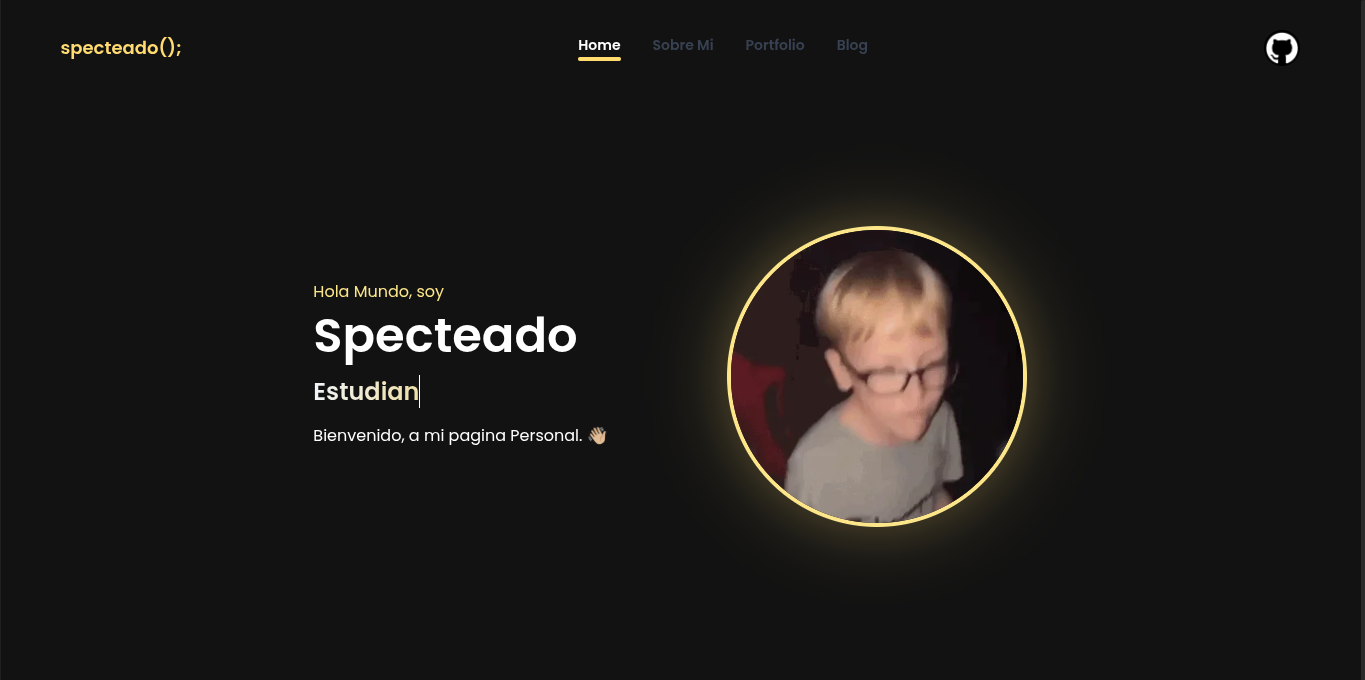 specteado();
Home Sobre Mi Portfolio Blog
Hola Mundo, soy
Specteado
Estudian
Bienvenido, a mi pagina Personal. 👋🏼